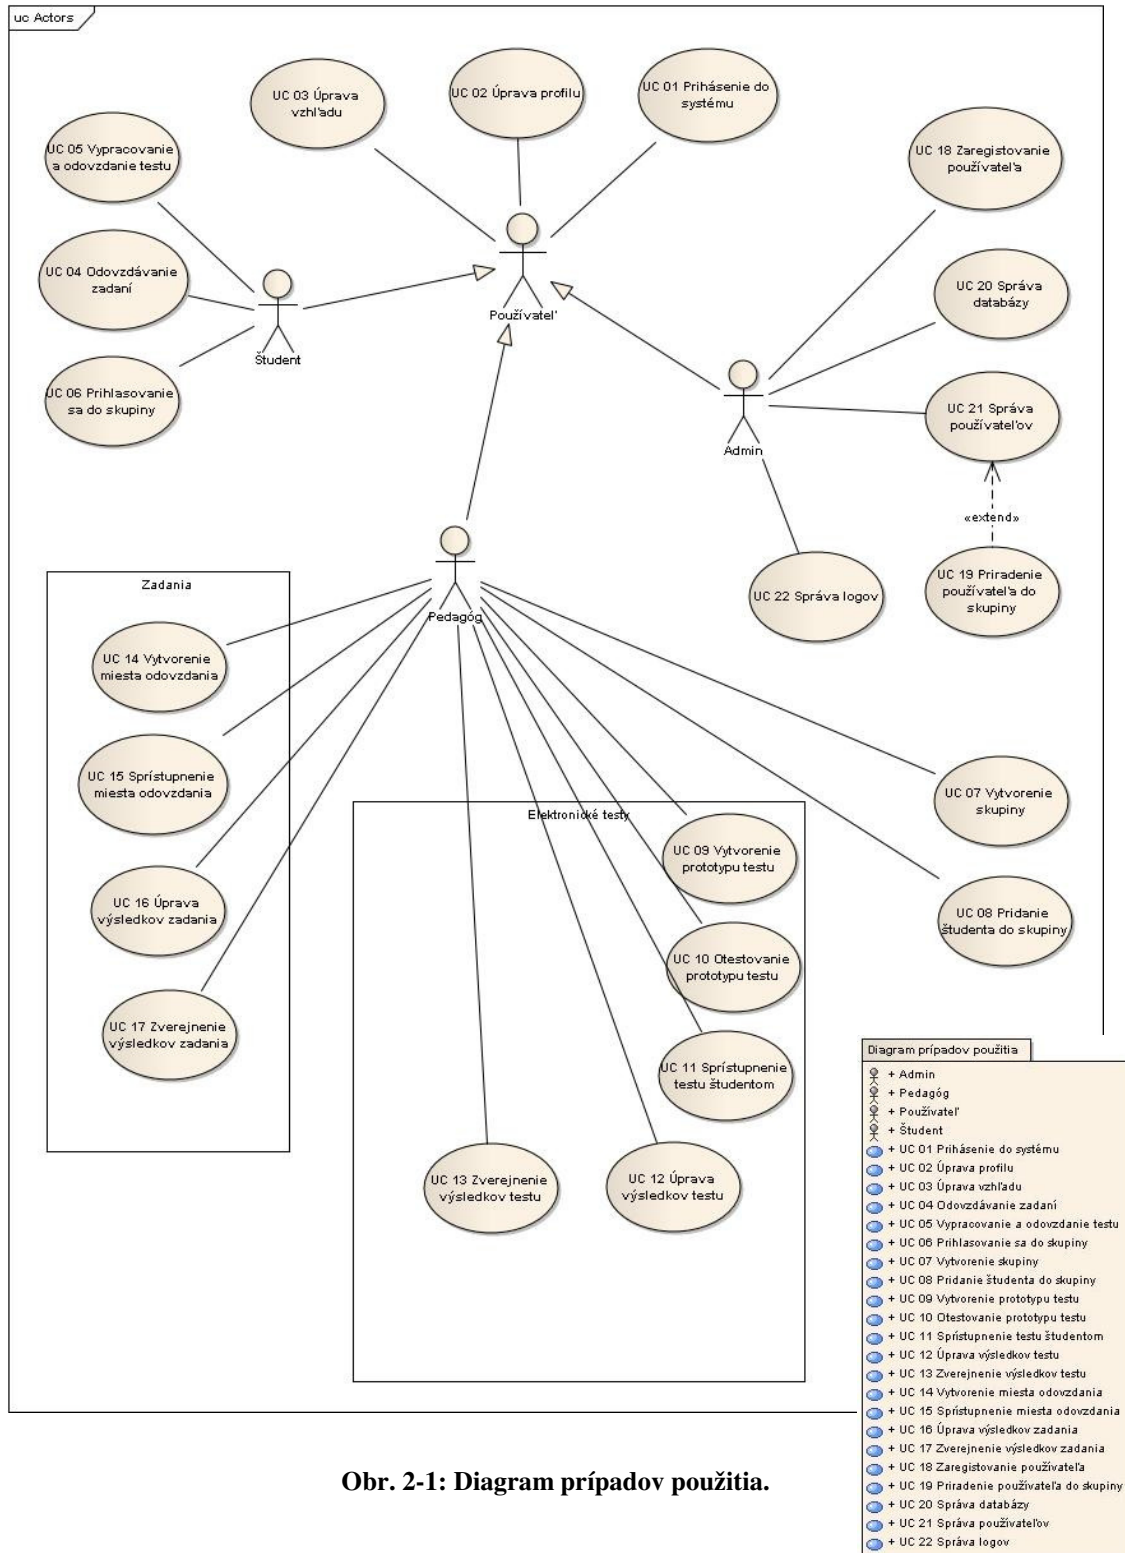 uc Actors
UC 03 Úprava
vzhľadu
UC 02 Úprava profilu
UC 01 Prihásenie do
systému
UC 05 Vypracovanie
a odovzdanie testu
UC 18 Zaregistovanie
používateľa
UC 04 Odovzdávanie
zadaní
UC 20 Správa
databázy
Používateľ
Študent
UC 06 Prihlasovanie
sa do skupiny
UC 21 Správa
používateľov
Admin
«extend»
UC 22 Správa logov
UC 19 Priradenie
používateľa do
skupiny
Zadania
Pedagóg
UC 14 Vytvorenie
miesta odovzdania
UC 15 Sprístupnenie
miesta odovzdania
UC 07 Vytvorenie
skupiny
Elektronické testy
UC 09 Vytvorenie
prototypu testu
UC 16 Úprava
výsledkov zadania
UC 08 Pridanie
študenta do skupiny
UC 10 Otestovanie
prototypu testu
UC 17 Zverejnenie
výsledkov zadania
UC 11 Sprístupnenie
testu študentom
UC 13 Zverejnenie
výsledkov testu
UC 12 Úprava
výsledkov testu
Diagram prípadov použitia
+ Admin
+ Pedagóg
+ Používateľ
+ Študent
+ UC 01 Prihásenie do systému
+ UC 02 Úprava profilu
+ UC 03 Úprava vzhľadu
+ UC 04 Odovzdávanie zadaní
+ UC 05 Vypracovanie a odovzdanie testu
+ UC 06 Prihlasovanie sa do skupiny
+ UC 07 Vytvorenie skupiny
+ UC 08 Pridanie študenta do skupiny
+ UC 09 Vytvorenie prototypu testu
+ UC 10 Otestovanie prototypu testu
+ UC 11 Sprístupnenie testu študentom
+ UC 12 Úprava výsledkov testu
+ UC 13 Zverejnenie výsledkov testu
+ UC 14 Vytvorenie miesta odovzdania
+ UC 15 Sprístupnenie miesta odovzdania
+ UC 16 Úprava výsledkov zadania
+ UC 17 Zverejnenie výsledkov zadania
+ UC 18 Zaregistovanie používateľa
+ UC 19 Priradenie používateľa do skupiny
+ UC 20 Správa databázy
+ UC 21 Správa používateľov
+ UC 22 Správa logov
Obr. 2-1: Diagram prípadov použitia.